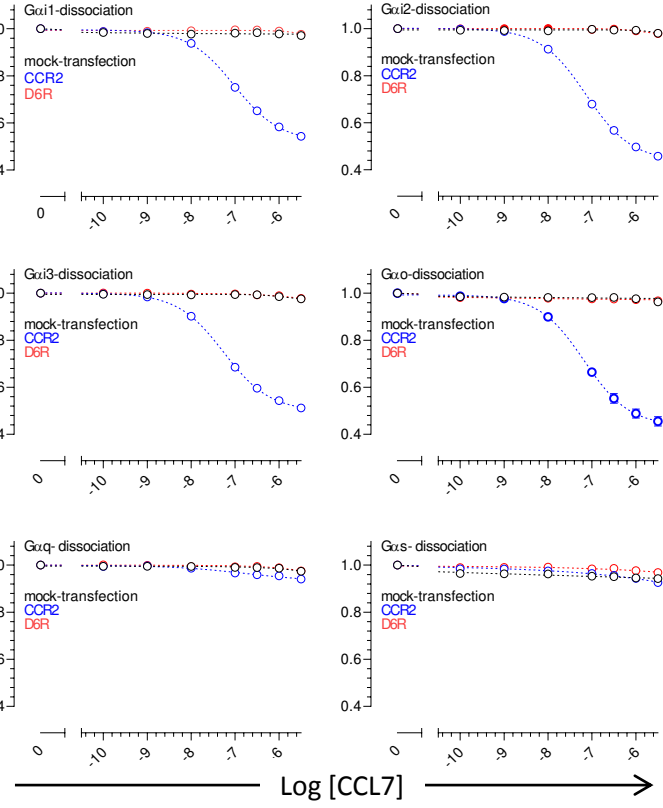 Gαi1-dissociation
mock-transfection
CCR2
D6R
0
-10
-9
-8
-7
-6
1.0
0.8
0.6
0.4
Gαi2-dissociation
mock-transfection
CCR2
D6R
0
-10
-9
-8
-7
-6
Gαi3-dissociation
mock-transfection
CCR2
D6R
0
-10
-9
-8
-7
-6
1.0
0.8
0.6
0.4
Gαo-dissociation
mock-transfection
CCR2
D6R
0
-10
-9
-8
-7
-6
Gαq- dissociation
mock-transfection
CCR2
D6R
0
-10
-9
-8
-7
-6
1.0
0.8
0.6
0.4
Gαs- dissociation
mock-transfection
CCR2
D6R
0
-10
-9
-8
-7
-6
Log [CCL7]